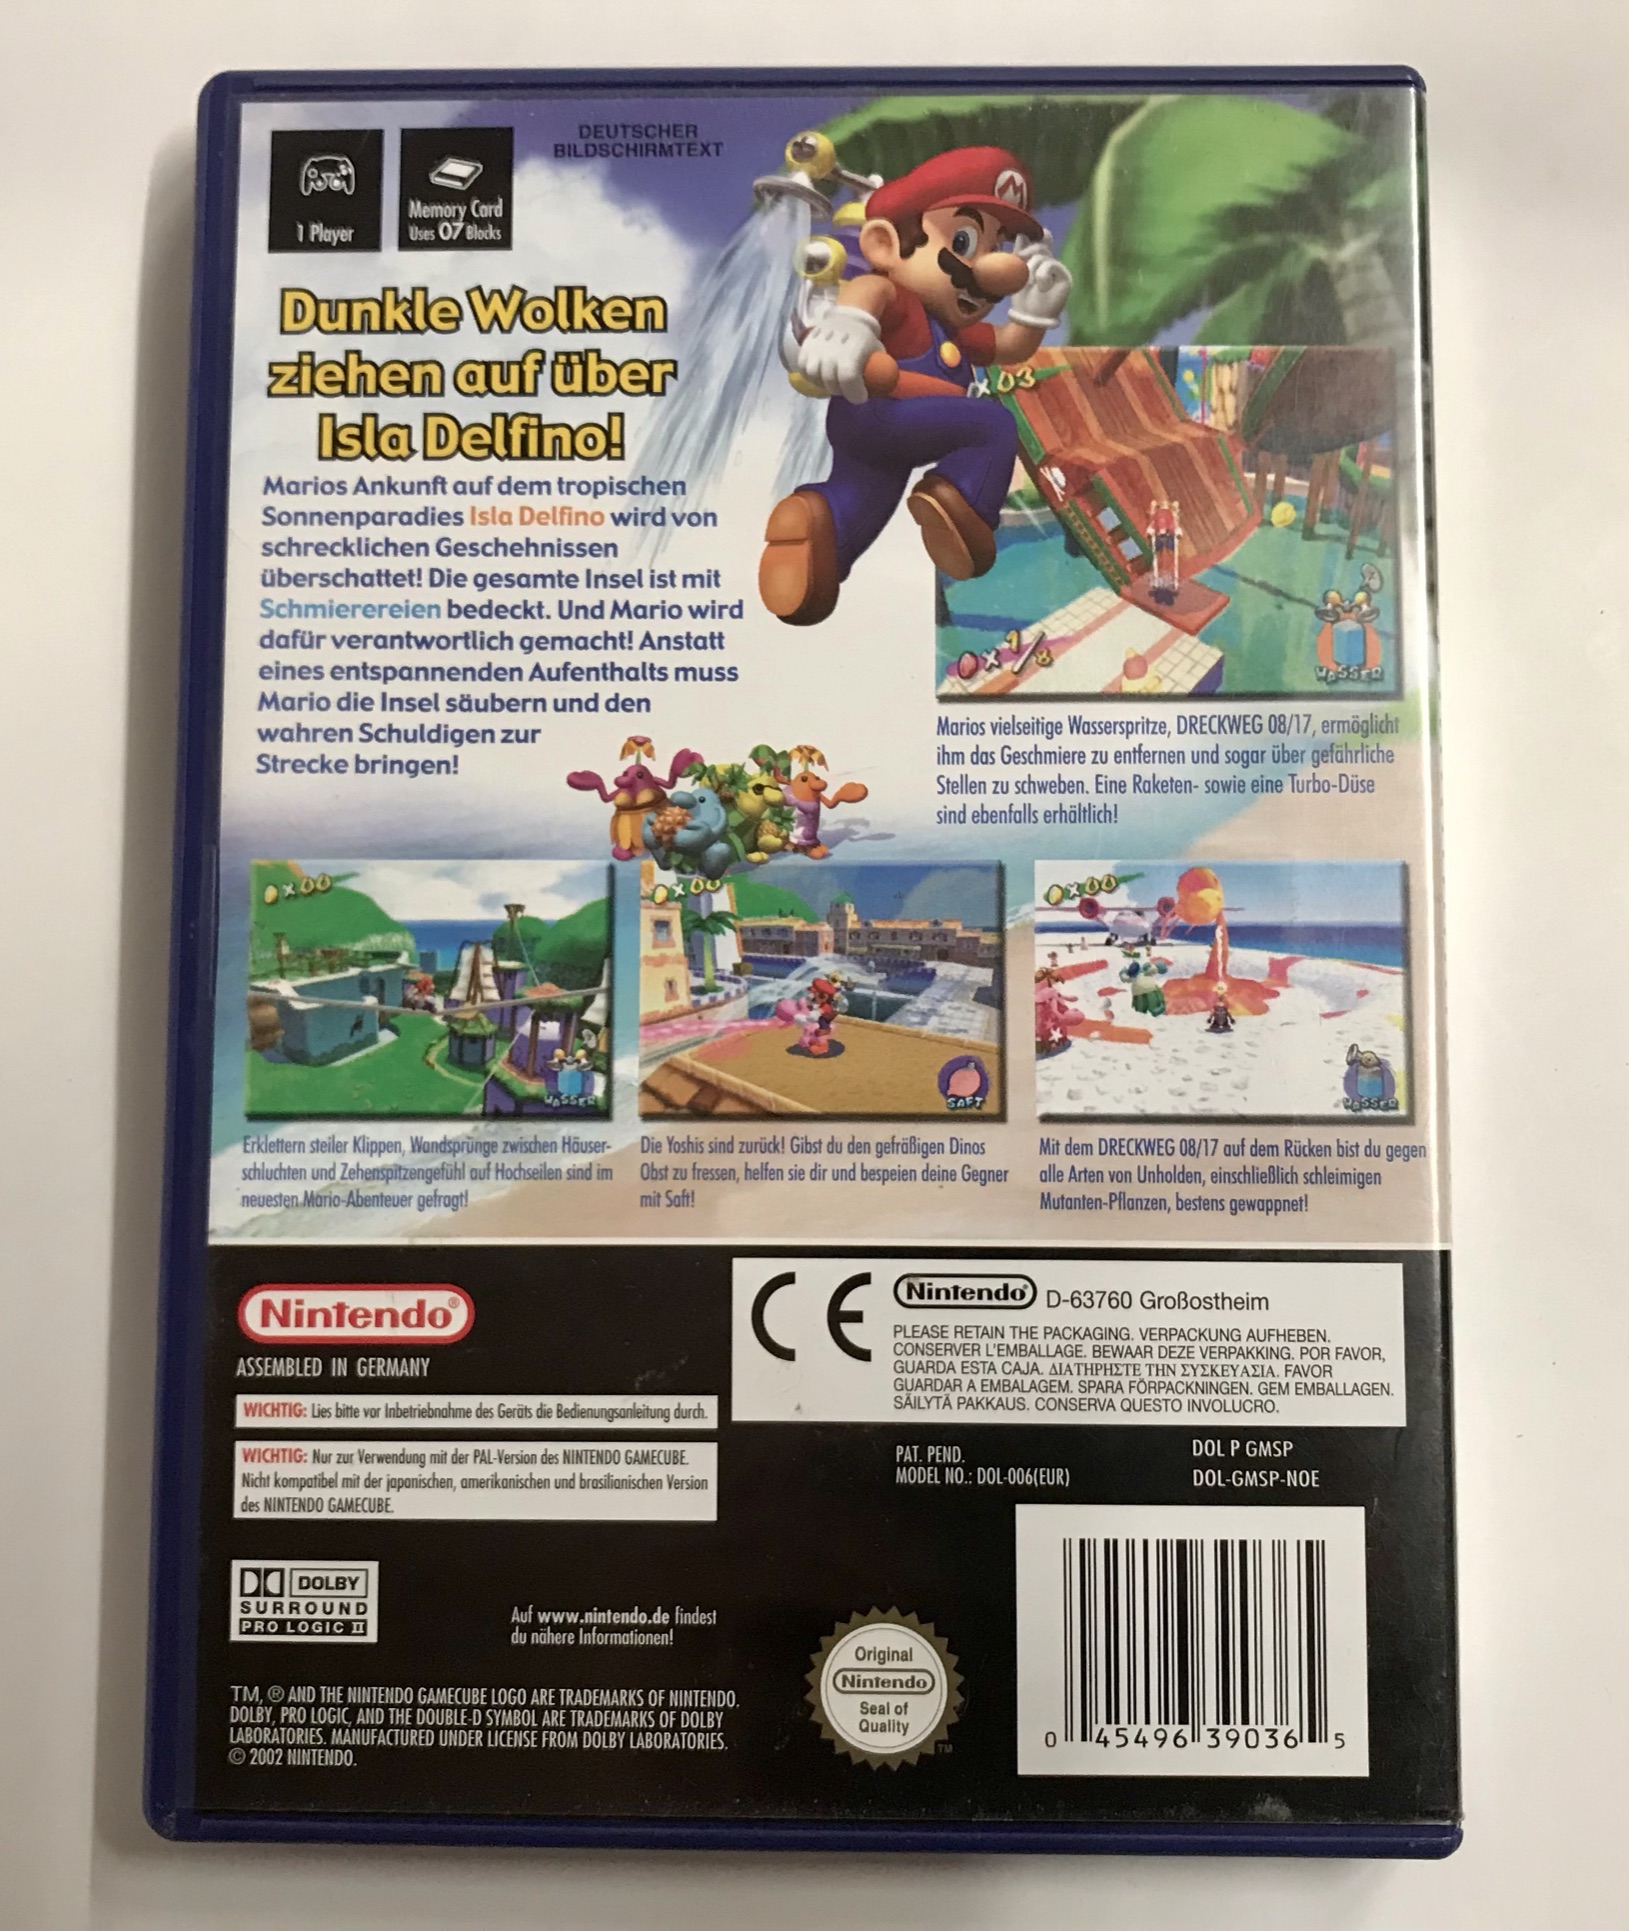 DEUTSCHER
BILDSCHIRMTEXT
1 Player
Memory Card
Uses 07 Blocks
M
Dunkle Wolken
ziehen auf über
Isla Delfino!
Marios Ankunft auf dem tropischen
Sonnenparadies Isla Delfino wird von
schrecklichen Geschehnissen
überschattet! Die gesamte Insel ist mit
Schmierereien bedeckt. Und Mario wird
dafür verantwortlich gemacht! Anstatt
eines entspannenden Aufenthalts muss
Mario die Insel säubern und den
wahren Schuldigen zur
Strecke bringen!
x03
x1/8
WASSER
Marios vielseitige Wasserspritze, DRECKWEG 08/17, ermöglicht
ihm das Geschmiere zu entfernen und sogar über gefährliche
Stellen zu schweben. Eine Raketen- sowie eine Turbo-Düse
sind ebenfalls erhältlich!
x00
WASSER
x00
SAFT
x00
WASSER
Erklettern steiler Klippen, Wandsprünge zwischen Häuser-
schluchten und Zehenspitzengefühl auf Hochseilen sind im
neuesten Mario-Abenteuer gefragt!
Die Yoshis sind zurück! Gibst du den gefräßigen Dinos
Obst zu fressen, helfen sie dir und bespeien deine Gegner
mit Saft!
Mit dem DRECKWEG 08/17 auf dem Rücken bist du gegen
alle Arten von Unholden, einschließlich schleimigen
Mutanten-Pflanzen, bestens gewappnet!
Nintendo®
ASSEMBLED IN GERMANY
WICHTIG: Lies bitte vor Inbetriebnahme des Geräts die Bedienungsanleitung durch.
WICHTIG: Nur zur Verwendung mit der PAL-Version des NINTENDO GAMECUBE.
Nicht kompatibel mit der japanischen, amerikanischen und brasilianischen Version
des NINTENDO GAMECUBE.
CE
Nintendo® D-63760 Großostheim
PLEASE RETAIN THE PACKAGING. VERPACKUNG AUFHEBEN.
CONSERVER L'EMBALLAGE. BEWAAR DEZE VERPAKKING. POR FAVOR,
GUARDA ESTA CAJA. ΔΙΑΤΗΡΗΣΤΕ ΤΗΝ ΣΥΣΚΕΥΑΣΙΑ. FAVOR
GUARDAR A EMBALAGEM. SPARA FÖRPACKNINGEN. GEM EMBALLAGEN.
SÄILYTÄ PAKKAUS. CONSERVA QUESTO INVOLUCRO.
PAT. PEND.
MODEL NO.: DOL-006(EUR)
DOL P GMSP
DOL-GMSP-NOE
DOLBY
SURROUND
PRO LOGIC II
Auf www.nintendo.de findest
du nähere Informationen!
TM, ® AND THE NINTENDO GAMECUBE LOGO ARE TRADEMARKS OF NINTENDO.
DOLBY, PRO LOGIC, AND THE DOUBLE-D SYMBOL ARE TRADEMARKS OF DOLBY
LABORATORIES. MANUFACTURED UNDER LICENSE FROM DOLBY LABORATORIES.
© 2002 NINTENDO.
Original
Nintendo
Seal of
Quality
TM
0 45496 39036 5